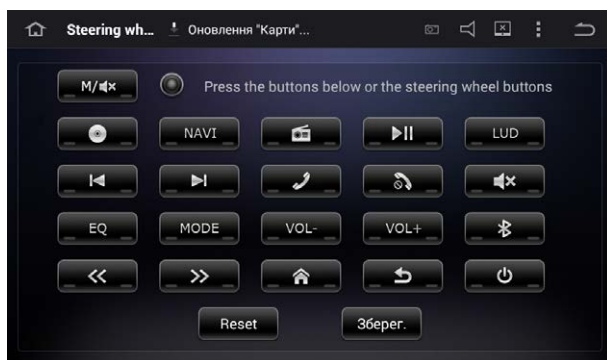 Steering wh... Оновлення "Карти"...
M/ Press the buttons below or the steering wheel buttons
NAVI LUD
EQ MODE VOL- VOL+
Reset Зберег.